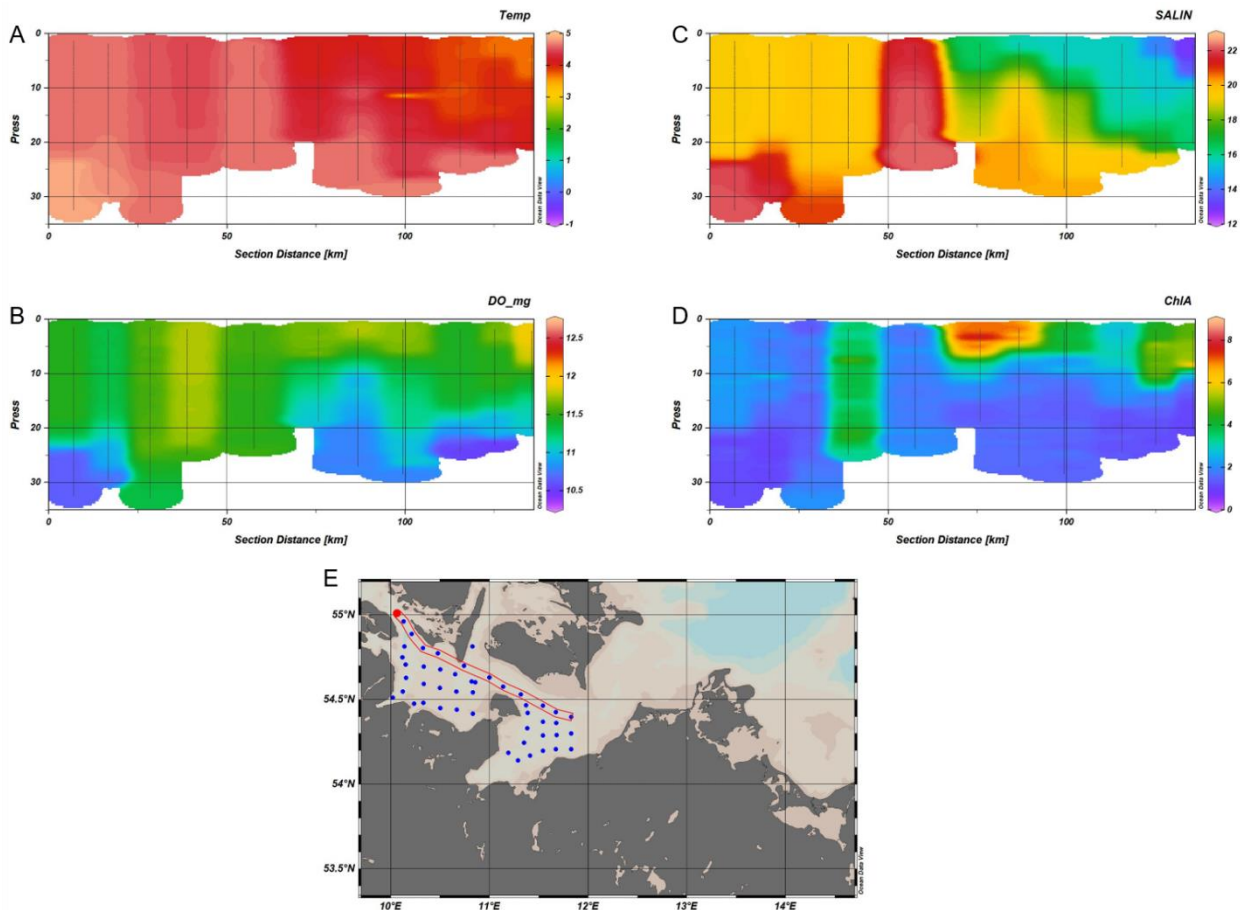 A
Temp
0
10
20
30
Press
0
50
100
Section Distance [km]
5
4
3
2
1
0
-1
Ocean Data View
C
SALIN
0
10
20
30
Press
0
50
100
Section Distance [km]
22
20
18
16
14
12
Ocean Data View
B
DO_mg
0
10
20
30
Press
0
50
100
Section Distance [km]
12.5
12
11.5
11
10.5
Ocean Data View
D
ChlA
0
10
20
30
Press
0
50
100
Section Distance [km]
8
6
4
2
0
Ocean Data View
E
55°N
54.5°N
54°N
53.5°N
10°E
11°E
12°E
13°E
14°E
Ocean Data View